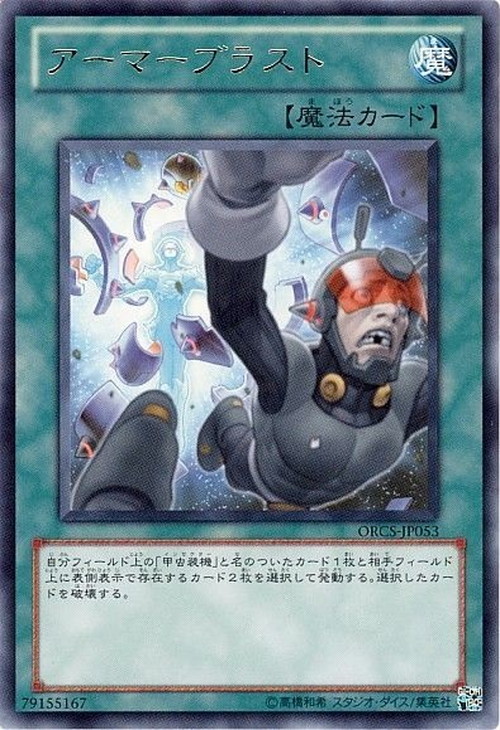 アーマーブラスト
魔
【魔法カード】
ORCS-JP053
自分フィールド上の「甲虫装機」と名のついたカード1枚と相手フィールド
上に表側表示で存在するカード2枚を選択して発動する。選択したカー
ドを破壊する。
79155167
©高橋和希 スタジオ・ダイス/集英社